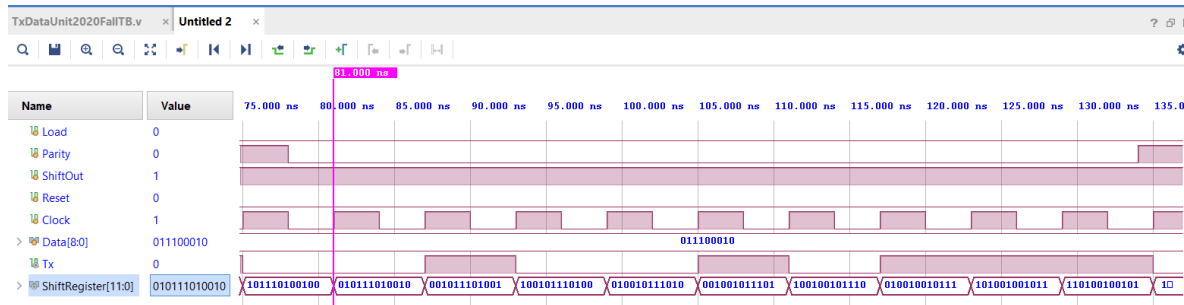 TxDataUnit2020FallTB.v × Untitled 2 ×
?
81.000 ns
Name Value 75.000 ns 80.000 ns 85.000 ns 90.000 ns 95.000 ns 100.000 ns 105.000 ns 110.000 ns 115.000 ns 120.000 ns 125.000 ns 130.000 ns 135.0
Load 0
Parity 0
ShiftOut 1
Reset 0
Clock 1
> Data[8:0] 011100010 011100010
Tx 0
> ShiftRegister[11:0] 010111010010 101110100100 010111010010 001011101001 100101110100 010010111010 001001011101 100100101110 010010010111 101001001011 110100100101 1